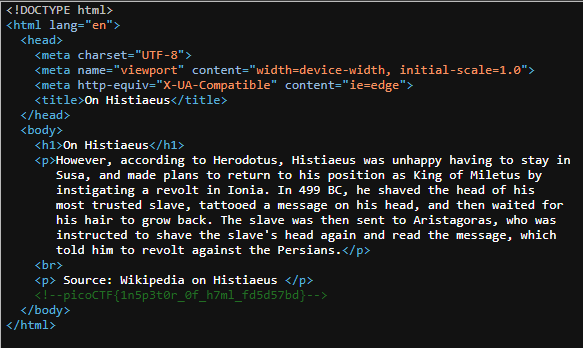 <!DOCTYPE html>
<html lang="en">
  <head>
    <meta charset="UTF-8">
    <meta name="viewport" content="width=device-width, initial-scale=1.0">
    <meta http-equiv="X-UA-Compatible" content="ie=edge">
    <title>On Histiaeus</title>
  </head>
  <body>
    <h1>On Histiaeus</h1>
    <p>However, according to Herodotus, Histiaeus was unhappy having to stay in
       Susa, and made plans to return to his position as King of Miletus by
       instigating a revolt in Ionia. In 499 BC, he shaved the head of his
       most trusted slave, tattooed a message on his head, and then waited for
       his hair to grow back. The slave was then sent to Aristagoras, who was
       instructed to shave the slave's head again and read the message, which
       told him to revolt against the Persians.</p>
    <br>
    <p> Source: Wikipedia on Histiaeus </p>
    <!--picoCTF{1n5p3t0r_0f_h7ml_fd5d57bd}-->
  </body>
</html>